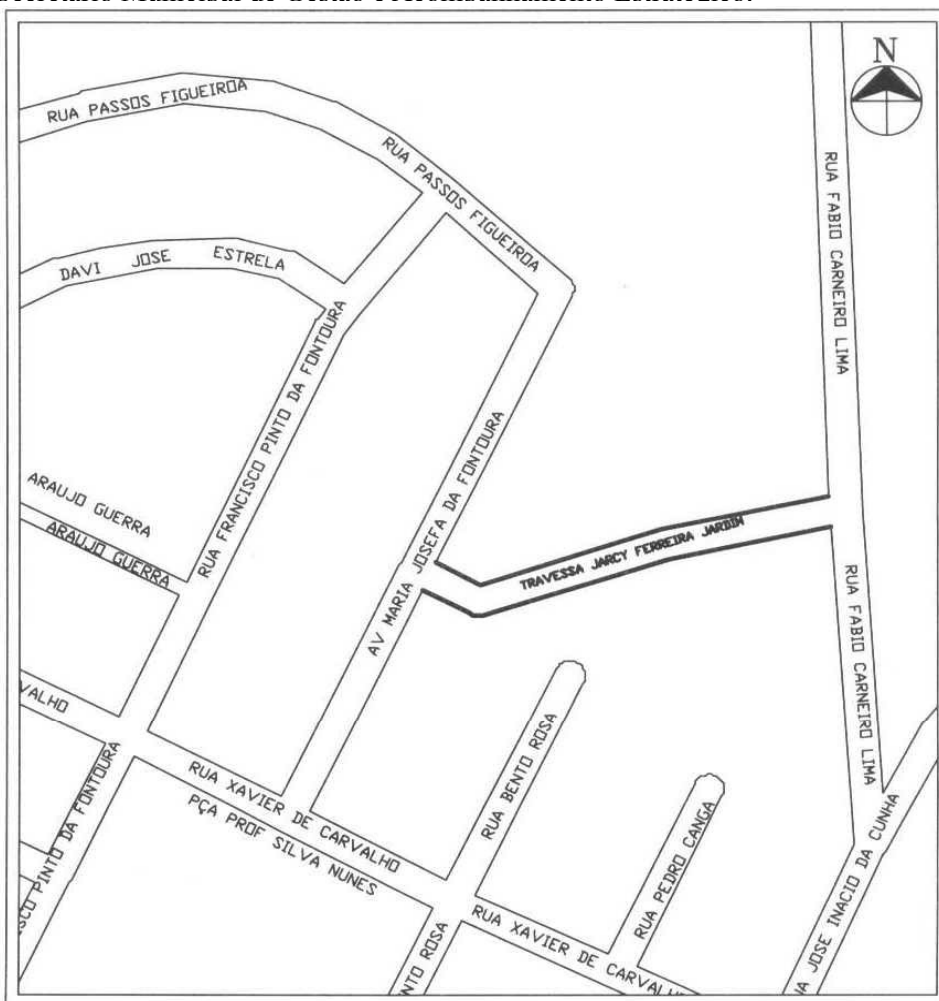 N
RUA PASSOS FIGUEIROA
RUA PASSOS FIGUEIROA
RUA FABIO CARNEIRO LIMA
DAVI JOSE ESTRELA
RUA FRANCISCO PINTO DA FONTOURA
AV MARIA JOSEFA DA FONTOURA
ARAUJO GUERRA
ARAUJO GUERRA
TRAVESSA JARCY FERREIRA JARDIM
RUA FABIO CARNEIRO LIMA
VALHO
RUA XAVIER DE CARVALHO
PÇA PROF SILVA NUNES
RUA BENTO ROSA
RUA PEDRO CANGA
SCO PINTO DA FONTOURA
NTO ROSA
RUA XAVIER DE CARVALH
JOSE INACIO DA CUNHA